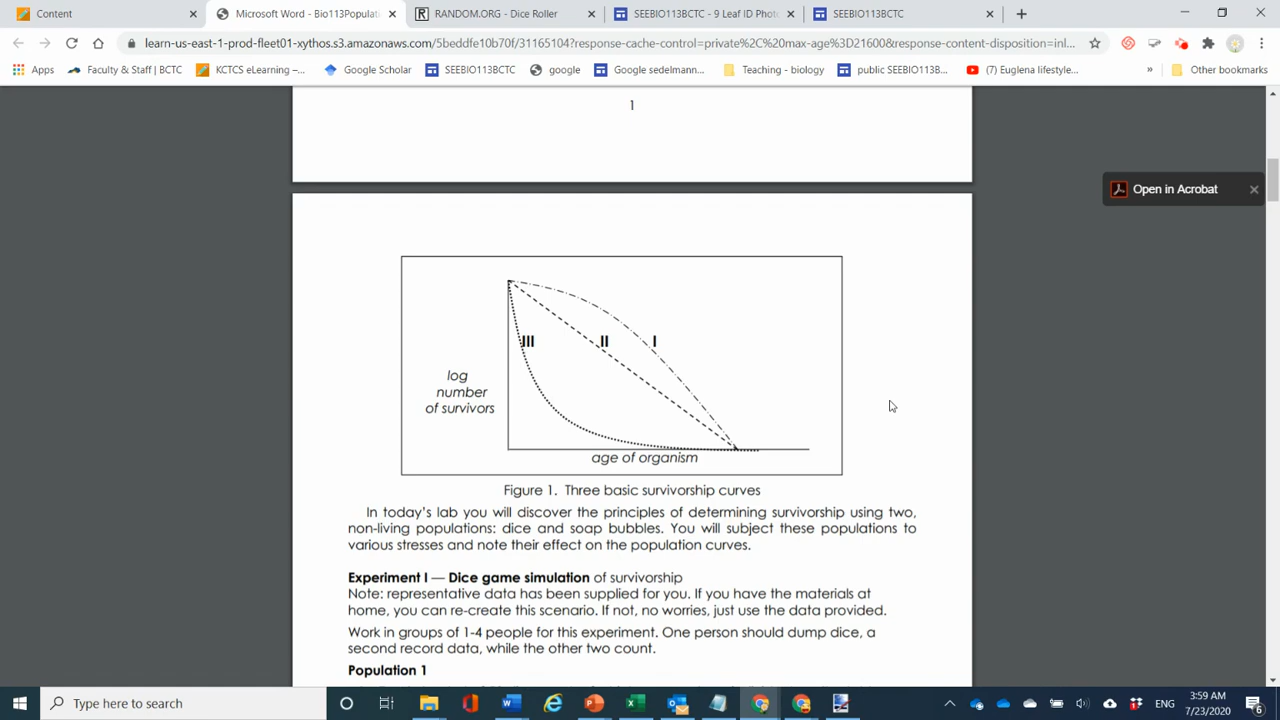 Content
Microsoft Word - Bio113Populati
RANDOM.ORG - Dice Roller
SEEBIO113BCTC - 9 Leaf ID Phot
SEEBIO113BCTC
learn-us-east-1-prod-fleet01-xythos.s3.amazonaws.com/5beddfe10b70f/31165104?response-cache-control=private%2C%20max-age%3D21600&response-content-disposition=inl...
Apps
Faculty & Staff | BCTC
KCTCS eLearning –...
Google Scholar
SEEBIO113BCTC
google
Google sedelmann...
Teaching - biology
public SEEBIO113B...
(7) Euglena lifestyle...
»
Other bookmarks
1
Open in Acrobat
III
II
I
log
number
of survivors
age of organism
Figure 1. Three basic survivorship curves
In today's lab you will discover the principles of determining survivorship using two,
non-living populations: dice and soap bubbles. You will subject these populations to
various stresses and note their effect on the population curves.
Experiment I — Dice game simulation of survivorship
Note: representative data has been supplied for you. If you have the materials at
home, you can re-create this scenario. If not, no worries, just use the data provided.
Work in groups of 1-4 people for this experiment. One person should dump dice, a
second record data, while the other two count.
Population 1
Type here to search
ENG
3:59 AM
7/23/2020
6